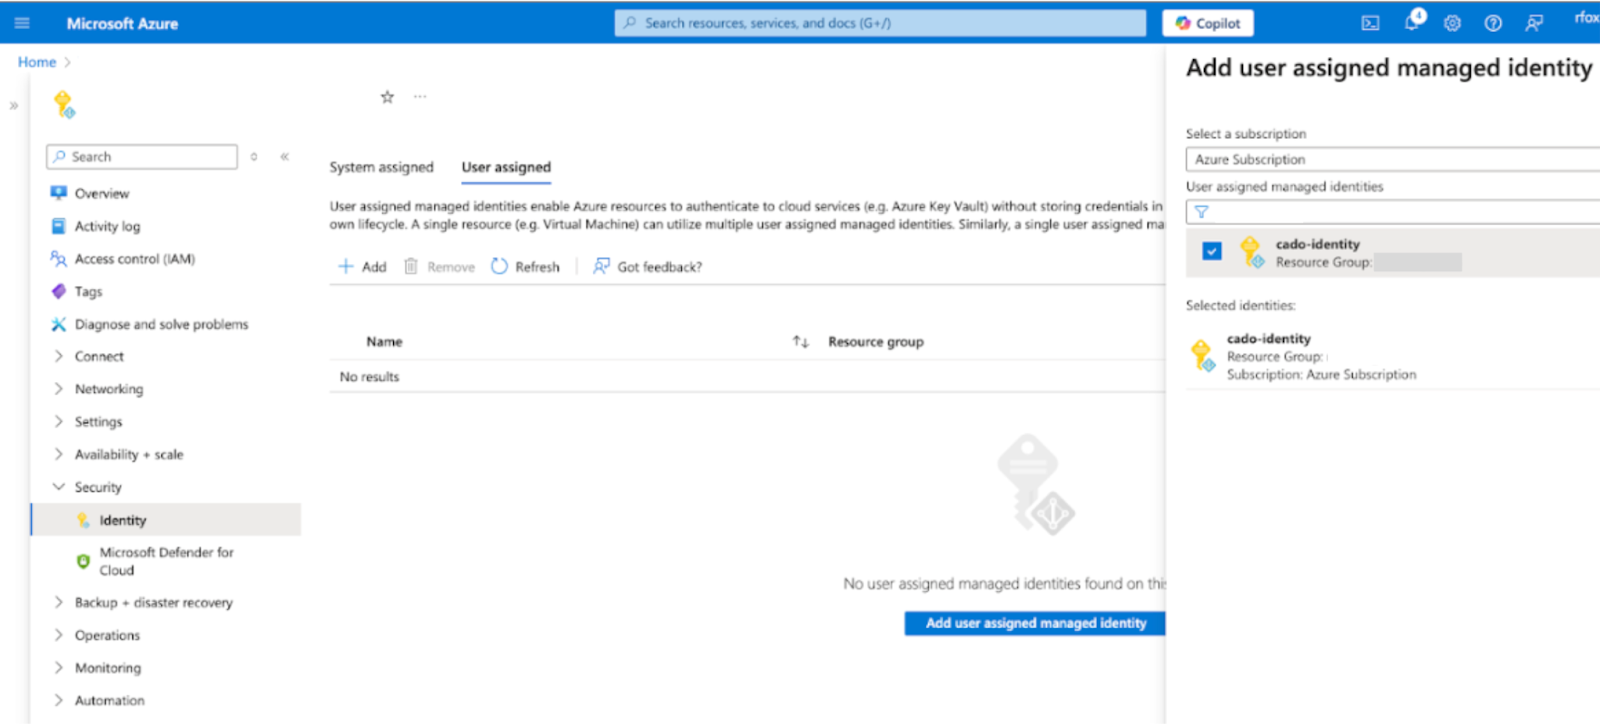 Microsoft Azure
Search resources, services, and docs (G+/)
Copilot
4
rfox
Home
Add user assigned managed identity
Search
Overview
Activity log
Access control (IAM)
Tags
Diagnose and solve problems
Connect
Networking
Settings
Availability + scale
Security
Identity
Microsoft Defender for
Cloud
Backup + disaster recovery
Operations
Monitoring
Automation
System assigned
User assigned
User assigned managed identities enable Azure resources to authenticate to cloud services (e.g. Azure Key Vault) without storing credentials in
own lifecycle. A single resource (e.g. Virtual Machine) can utilize multiple user assigned managed identities. Similarly, a single user assigned ma
Add
Remove
Refresh
Got feedback?
Name
Resource group
No results
No user assigned managed identities found on this
Add user assigned managed identity
Select a subscription
Azure Subscription
User assigned managed identities
cado-identity
Resource Group:
Selected identities:
cado-identity
Resource Group:
Subscription: Azure Subscription